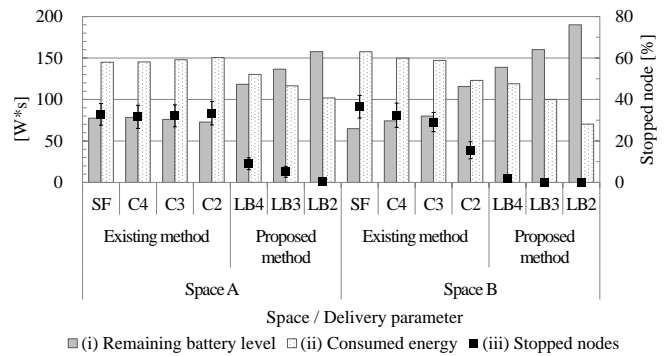 200 80
150 60
100 40
50 20
0 0
[W*s]
Stopped node [%]
SF C4 C3 C2 LB4 LB3 LB2 SF C4 C3 C2 LB4 LB3 LB2
Existing method Proposed method Existing method Proposed method
Space A Space B
Space / Delivery parameter
(i) Remaining battery level (ii) Consumed energy (iii) Stopped nodes